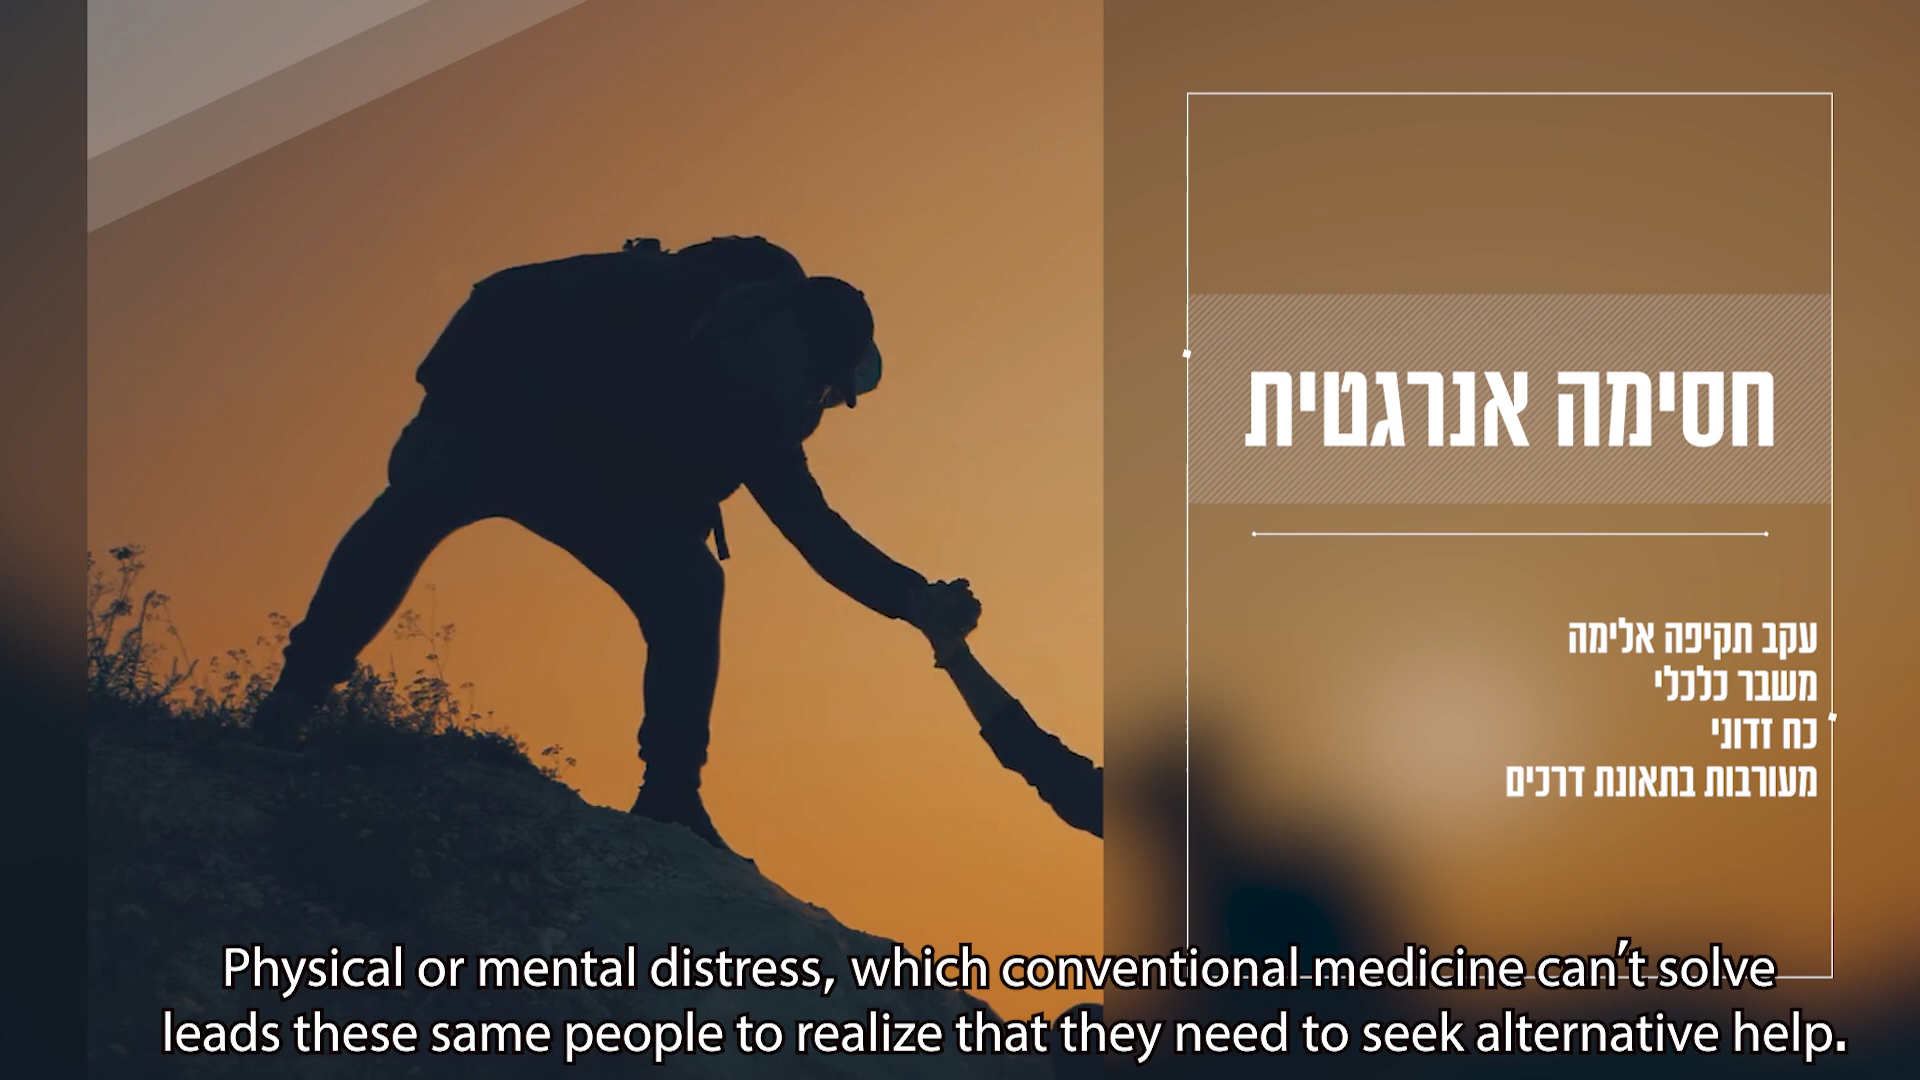 חסימה אנרגטית
עקב תקיפה אלימה
משבר כלכלי
כח זדוני
מעורבות בתאונת דרכים
Physical or mental distress, which conventional medicine can't solve
leads these same people to realize that they need to seek alternative help.